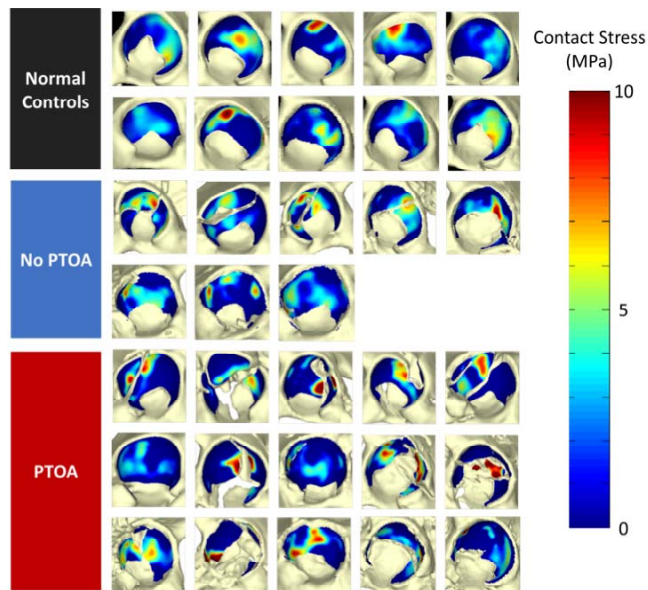 Normal
Controls
No PTOA
PTOA
Contact Stress
(MPa)
10
5
0